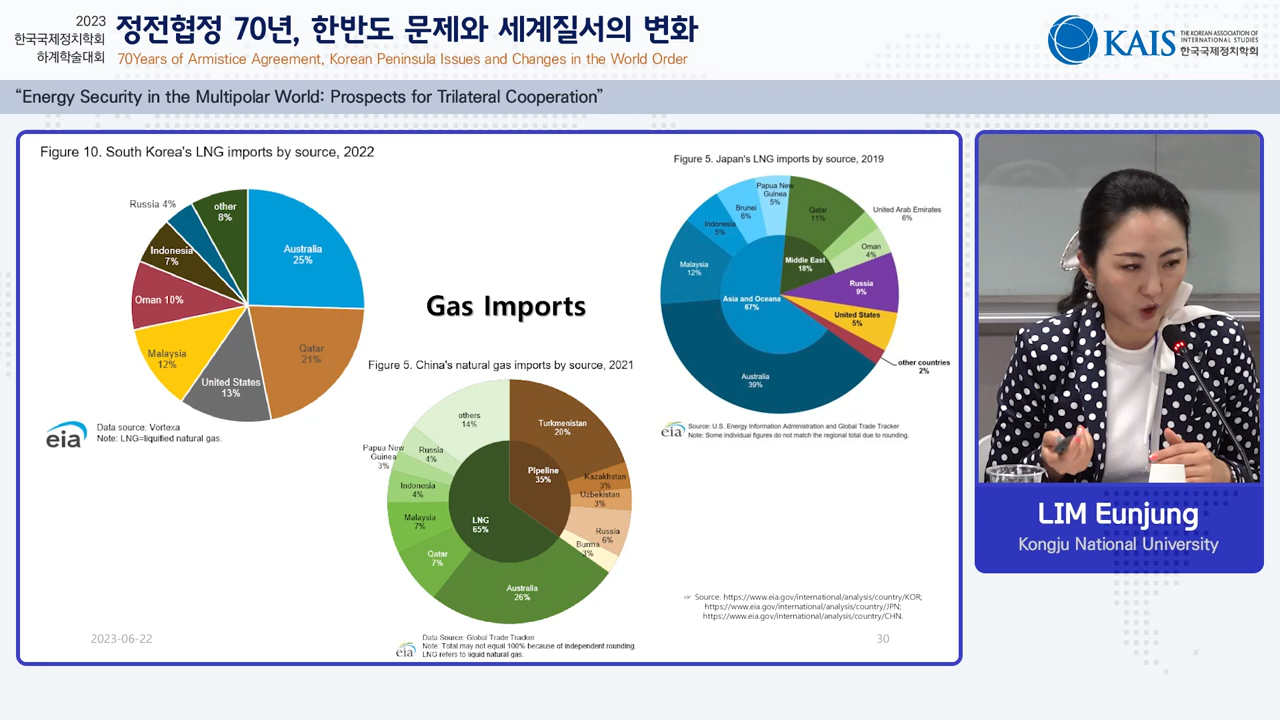 2023
한국국제정치학회
하계학술대회
정전협정 70년, 한반도 문제와 세계질서의 변화
70Years of Armistice Agreement, Korean Peninsula Issues and Changes in the World Order
KAIS
THE KOREAN ASSOCIATION OF
INTERNATIONAL STUDIES
한국국제정치학회
“Energy Security in the Multipolar World: Prospects for Trilateral Cooperation”
Figure 10. South Korea's LNG imports by source, 2022
Russia 4%
other
8%
Australia
25%
Indonesia
7%
Oman 10%
Qatar
21%
Malaysia
12%
United States
13%
eia
Data source: Vortexa
Note: LNG=liquified natural gas.
Gas Imports
Figure 5. Japan's LNG imports by source, 2019
Papua New
Guinea
5%
Brunei
6%
Qatar
11%
United Arab Emirates
6%
Indonesia
5%
Oman
4%
Malaysia
12%
Middle East
18%
Russia
9%
Asia and Oceana
67%
United States
5%
other countries
2%
Australia
39%
eia
Source: U.S. Energy Information Administration and Global Trade Tracker
Note: Some individual figures do not match the regional total due to rounding.
Figure 5. China's natural gas imports by source, 2021
others
14%
Turkmenistan
20%
Papua New
Guinea
3%
Russia
4%
Pipeline
35%
Kazakhstan
3%
Uzbekistan
3%
Indonesia
4%
Malaysia
7%
LNG
65%
Russia
6%
Burma
3%
Qatar
7%
Australia
26%
eia
Data Source: Global Trade Tracker
Note: Total may not equal 100% because of independent rounding.
LNG refers to liquid natural gas.
☞ Source. https://www.eia.gov/international/analysis/country/KOR;
https://www.eia.gov/international/analysis/country/JPN;
https://www.eia.gov/international/analysis/country/CHN.
2023-06-22
30
LIM Eunjung
Kongju National University